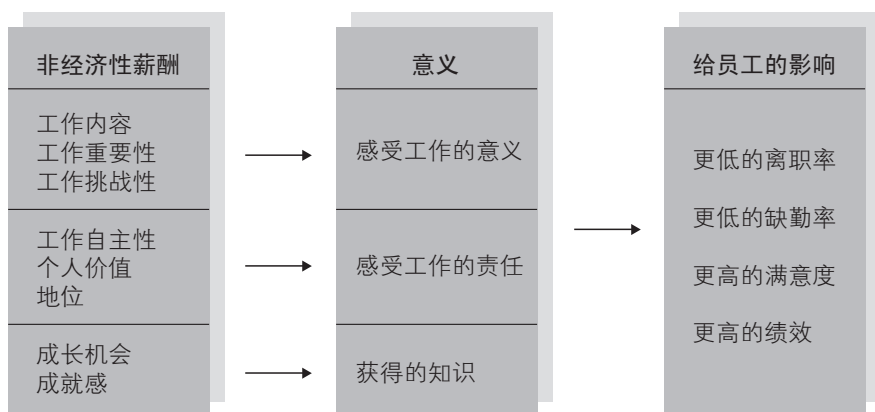 非经济性薪酬
工作内容
工作重要性
工作挑战性
工作自主性
个人价值
地位
成长机会
成就感
意义
感受工作的意义
感受工作的责任
获得的知识
给员工的影响
更低的离职率
更低的缺勤率
更高的满意度
更高的绩效